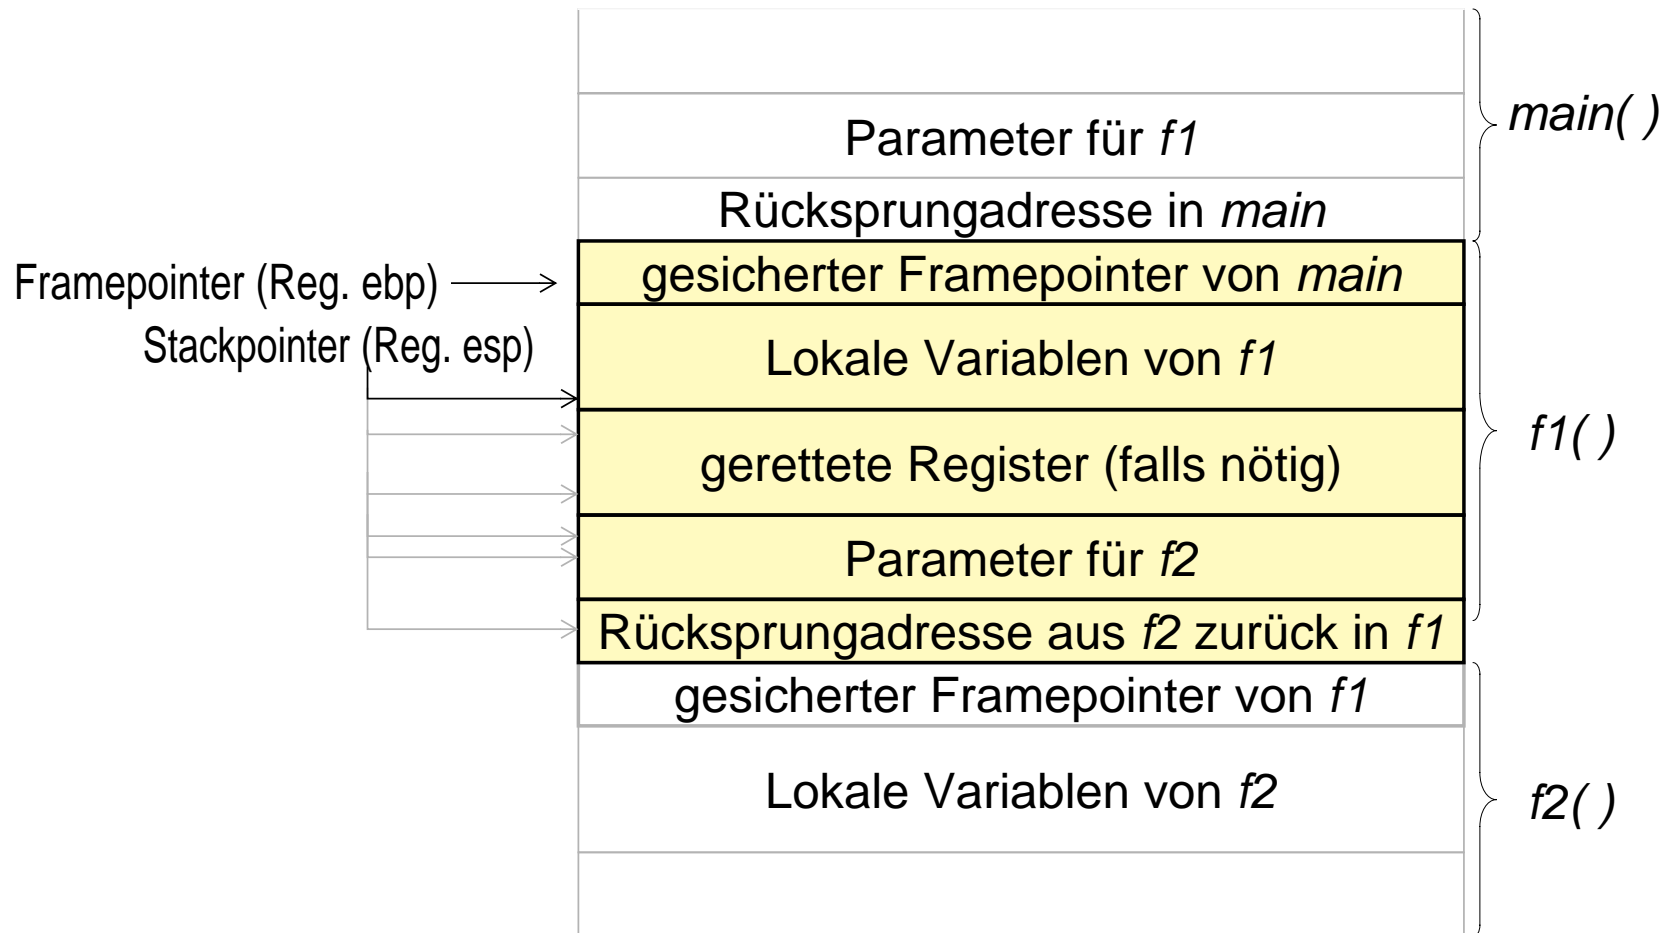 Parameter für f1
main( )
Rücksprungadresse in main
Framepointer (Reg. ebp)
gesicherter Framepointer von main
Stackpointer (Reg. esp)
Lokale Variablen von f1
f1( )
gerettete Register (falls nötig)
Parameter für f2
Rücksprungadresse aus f2 zurück in f1
gesicherter Framepointer von f1
Lokale Variablen von f2
f2( )